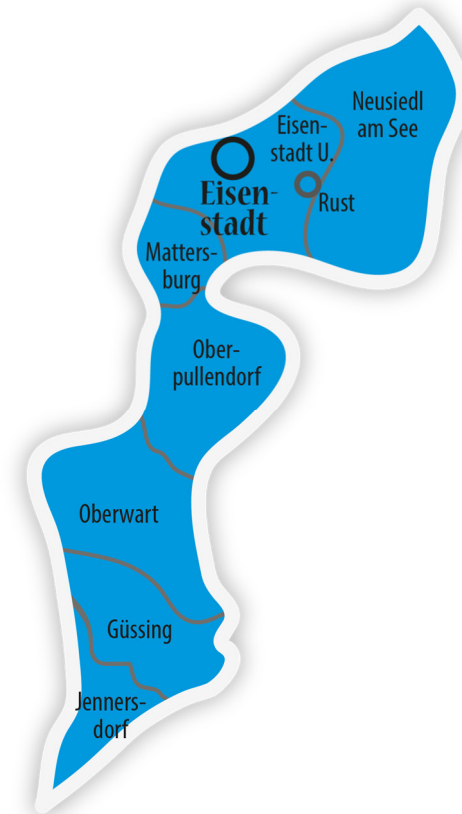 Neusiedl
am See
Eisen-
stadt U.
Eisen-
stadt
Rust
Matters-
burg
Ober-
pullendorf
Oberwart
Güssing
Jenners-
dorf